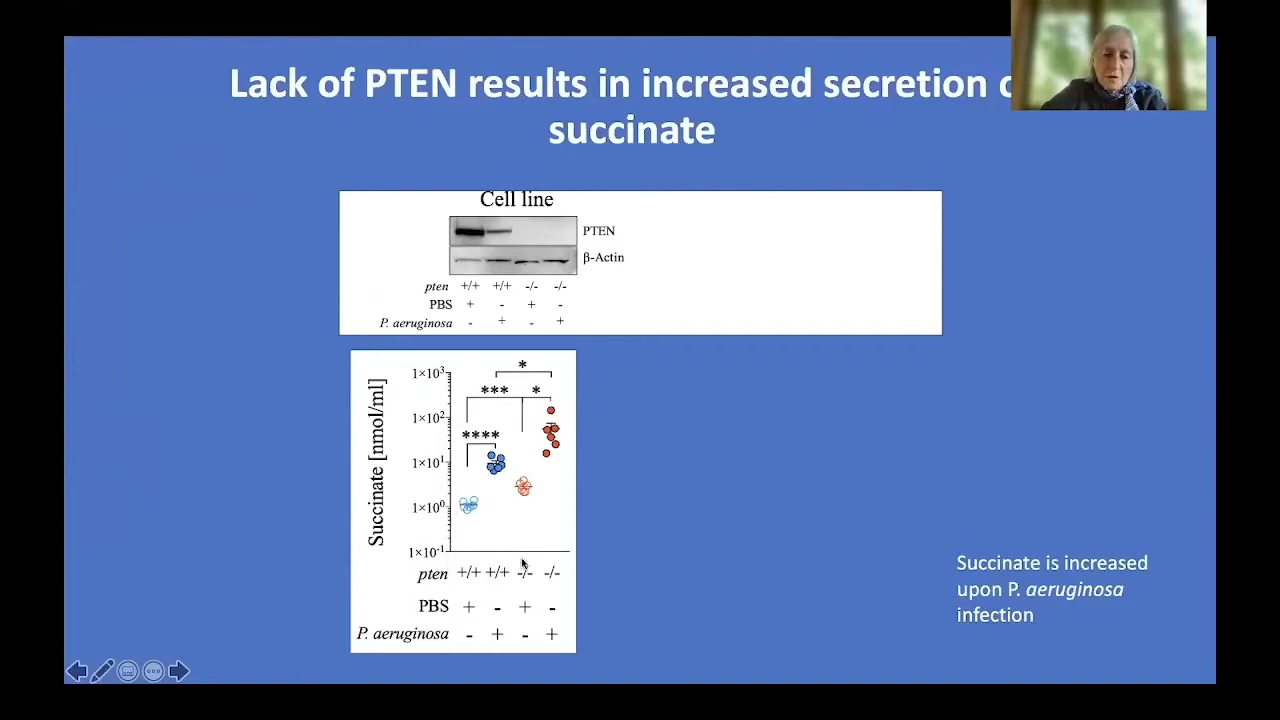 Lack of PTEN results in increased secretion
succinate
Cell line
PTEN
β-Actin
pten +/+ +/+ -/- -/-
PBS + - + -
P. aeruginosa - + - +
*
*** *
****
1×10³
1×10²
1×10¹
1×10⁰
1×10⁻¹
Succinate [nmol/ml]
pten +/+ +/+ -/- -/-
PBS + - + -
P. aeruginosa - + - +
Succinate is increased
upon P. aeruginosa
infection